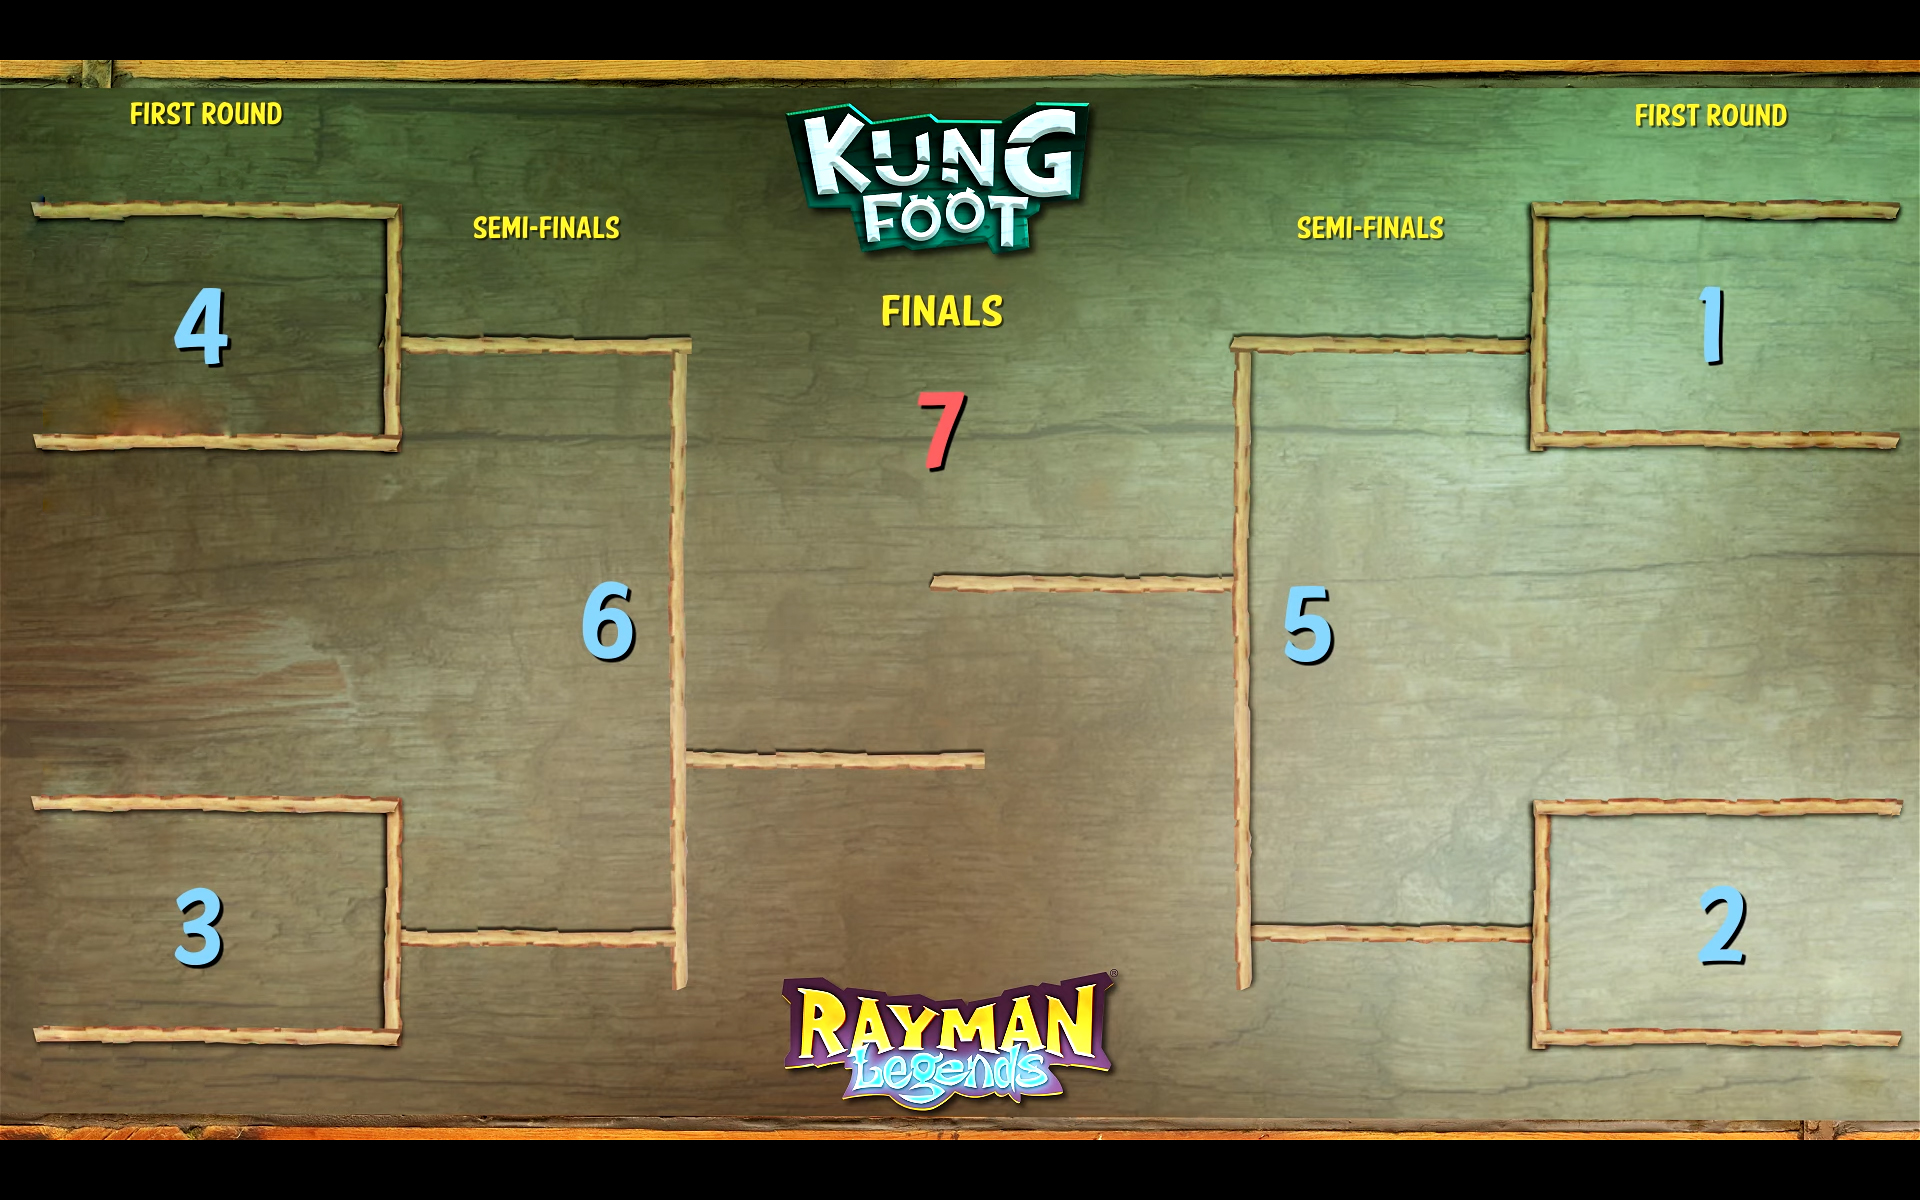 FIRST ROUND
KUNG
FOOT
FIRST ROUND
SEMI-FINALS
SEMI-FINALS
FINALS
4
1
7
6
5
3
2
RAYMAN
Legends
®